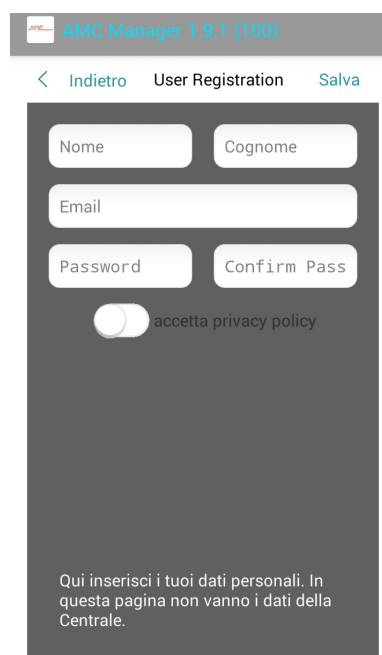 AMC
AMC Manager 1.9.1 (100)
< Indietro User Registration Salva
Nome Cognome
Email
Password Confirm Pass
accetta privacy policy
Qui inserisci i tuoi dati personali. In
questa pagina non vanno i dati della
Centrale.